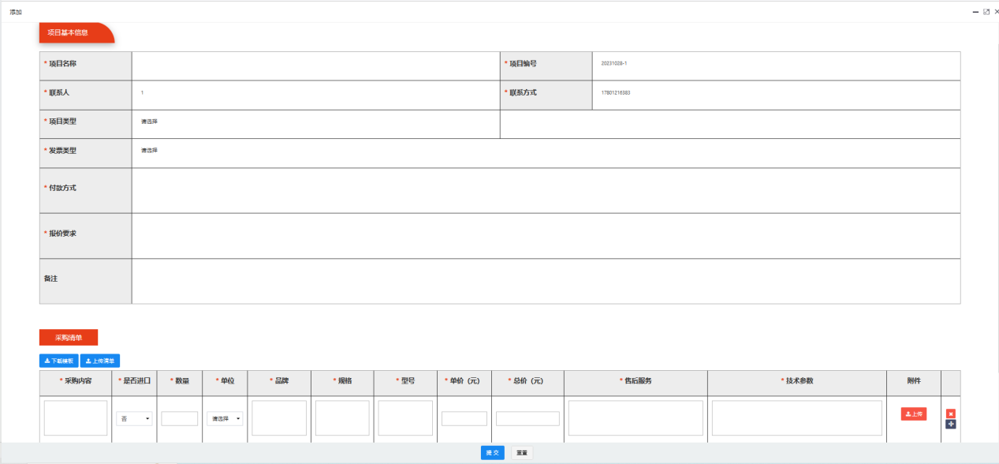 添加
项目基本信息
* 项目名称
* 项目编号 20231028-1
* 联系人 1
* 联系方式 17801216383
* 项目类型 请选择
* 发票类型 请选择
* 付款方式
* 报价要求
备注
采购清单
下载模板 上传清单
* 采购内容 * 是否进口 * 数量 * 单位 * 品牌 * 规格 * 型号 * 单价（元） * 总价（元） * 售后服务 * 技术参数 附件
否 请选择 上传
提交 重置